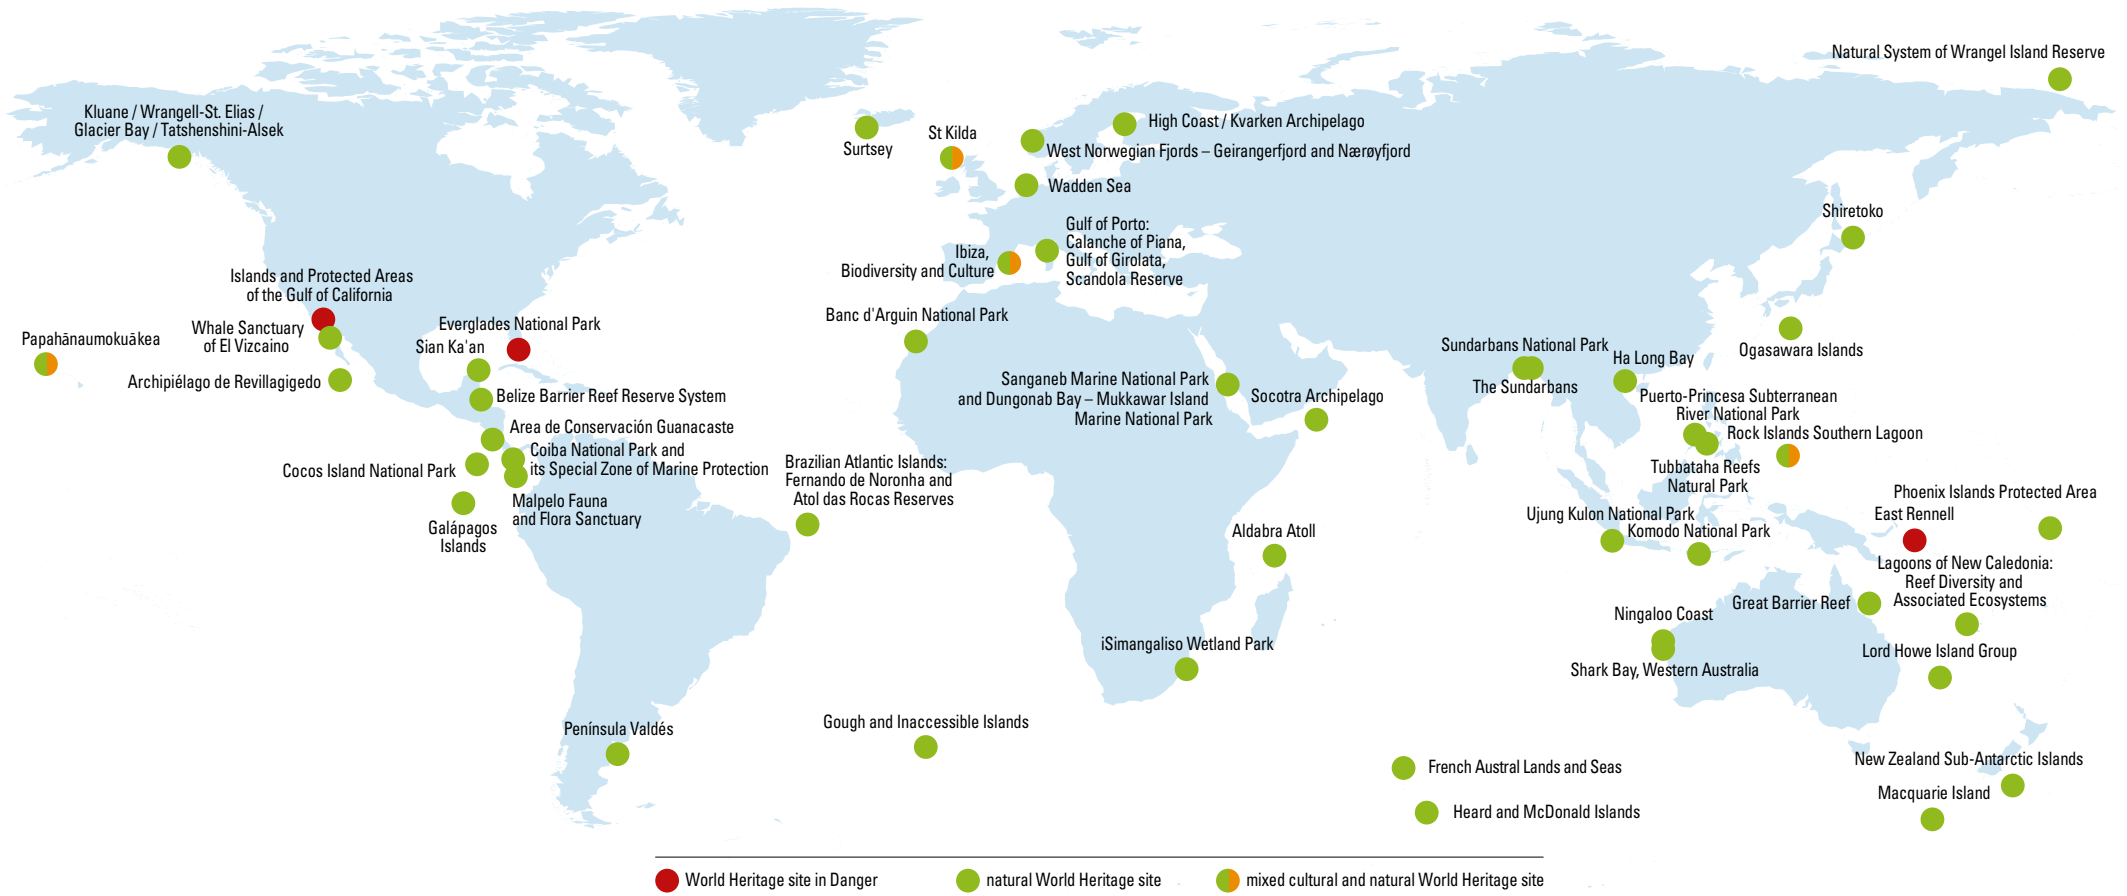 Natural System of Wrangel Island Reserve
Kluane / Wrangell-St. Elias /
Glacier Bay / Tatshenshini-Alsek
Surtsey
St Kilda
High Coast / Kvarken Archipelago
West Norwegian Fjords – Geirangerfjord and Nærøyfjord
Wadden Sea
Shiretoko
Gulf of Porto:
Calanche of Piana,
Gulf of Girolata,
Scandola Reserve
Ibiza,
Biodiversity and Culture
Islands and Protected Areas
of the Gulf of California
Whale Sanctuary
of El Vizcaino
Papahānaumokuākea
Archipiélago de Revillagigedo
Everglades National Park
Sian Ka'an
Belize Barrier Reef Reserve System
Area de Conservación Guanacaste
Coiba National Park and
its Special Zone of Marine Protection
Cocos Island National Park
Malpelo Fauna
and Flora Sanctuary
Galápagos
Islands
Banc d'Arguin National Park
Sanganeb Marine National Park
and Dungonab Bay – Mukkawar Island
Marine National Park
Socotra Archipelago
Brazilian Atlantic Islands:
Fernando de Noronha and
Atol das Rocas Reserves
Aldabra Atoll
iSimangaliso Wetland Park
Península Valdés
Gough and Inaccessible Islands
Sundarbans National Park
The Sundarbans
Ha Long Bay
Ogasawara Islands
Puerto-Princesa Subterranean
River National Park
Rock Islands Southern Lagoon
Tubbataha Reefs
Natural Park
Ujung Kulon National Park
Komodo National Park
Phoenix Islands Protected Area
East Rennell
Lagoons of New Caledonia:
Reef Diversity and
Associated Ecosystems
Great Barrier Reef
Ningaloo Coast
Shark Bay, Western Australia
Lord Howe Island Group
French Austral Lands and Seas
Heard and McDonald Islands
New Zealand Sub-Antarctic Islands
Macquarie Island
World Heritage site in Danger
natural World Heritage site
mixed cultural and natural World Heritage site